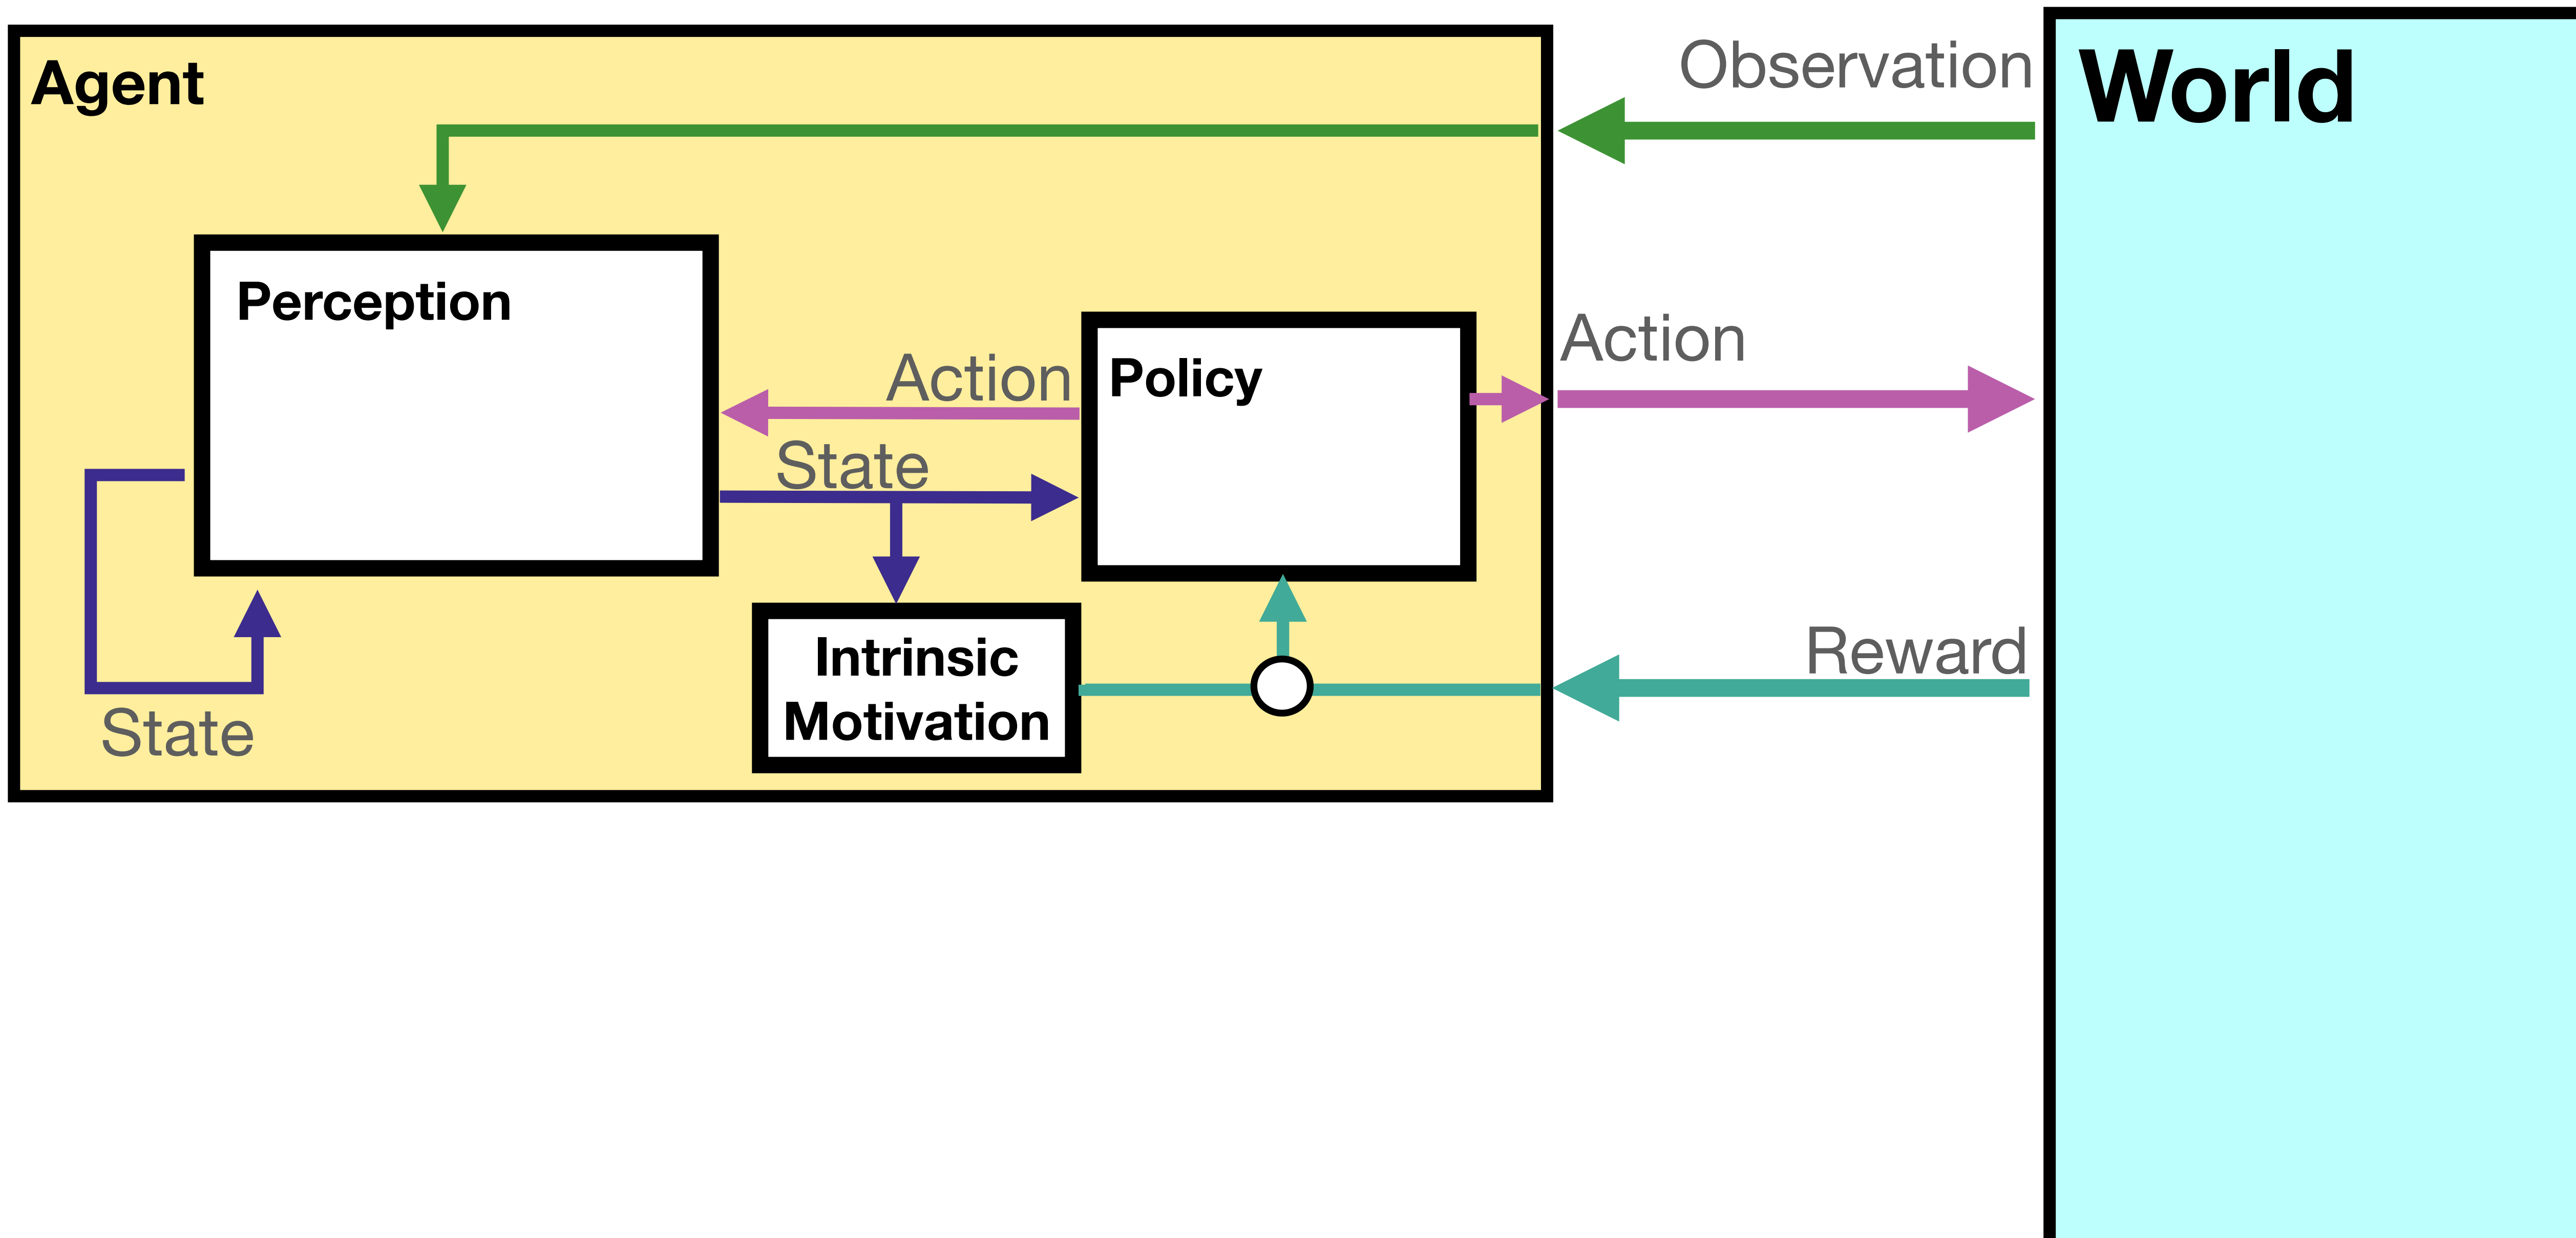 Agent
Observation
World
Perception
Action
Policy
Action
State
Intrinsic
Motivation
Reward
State